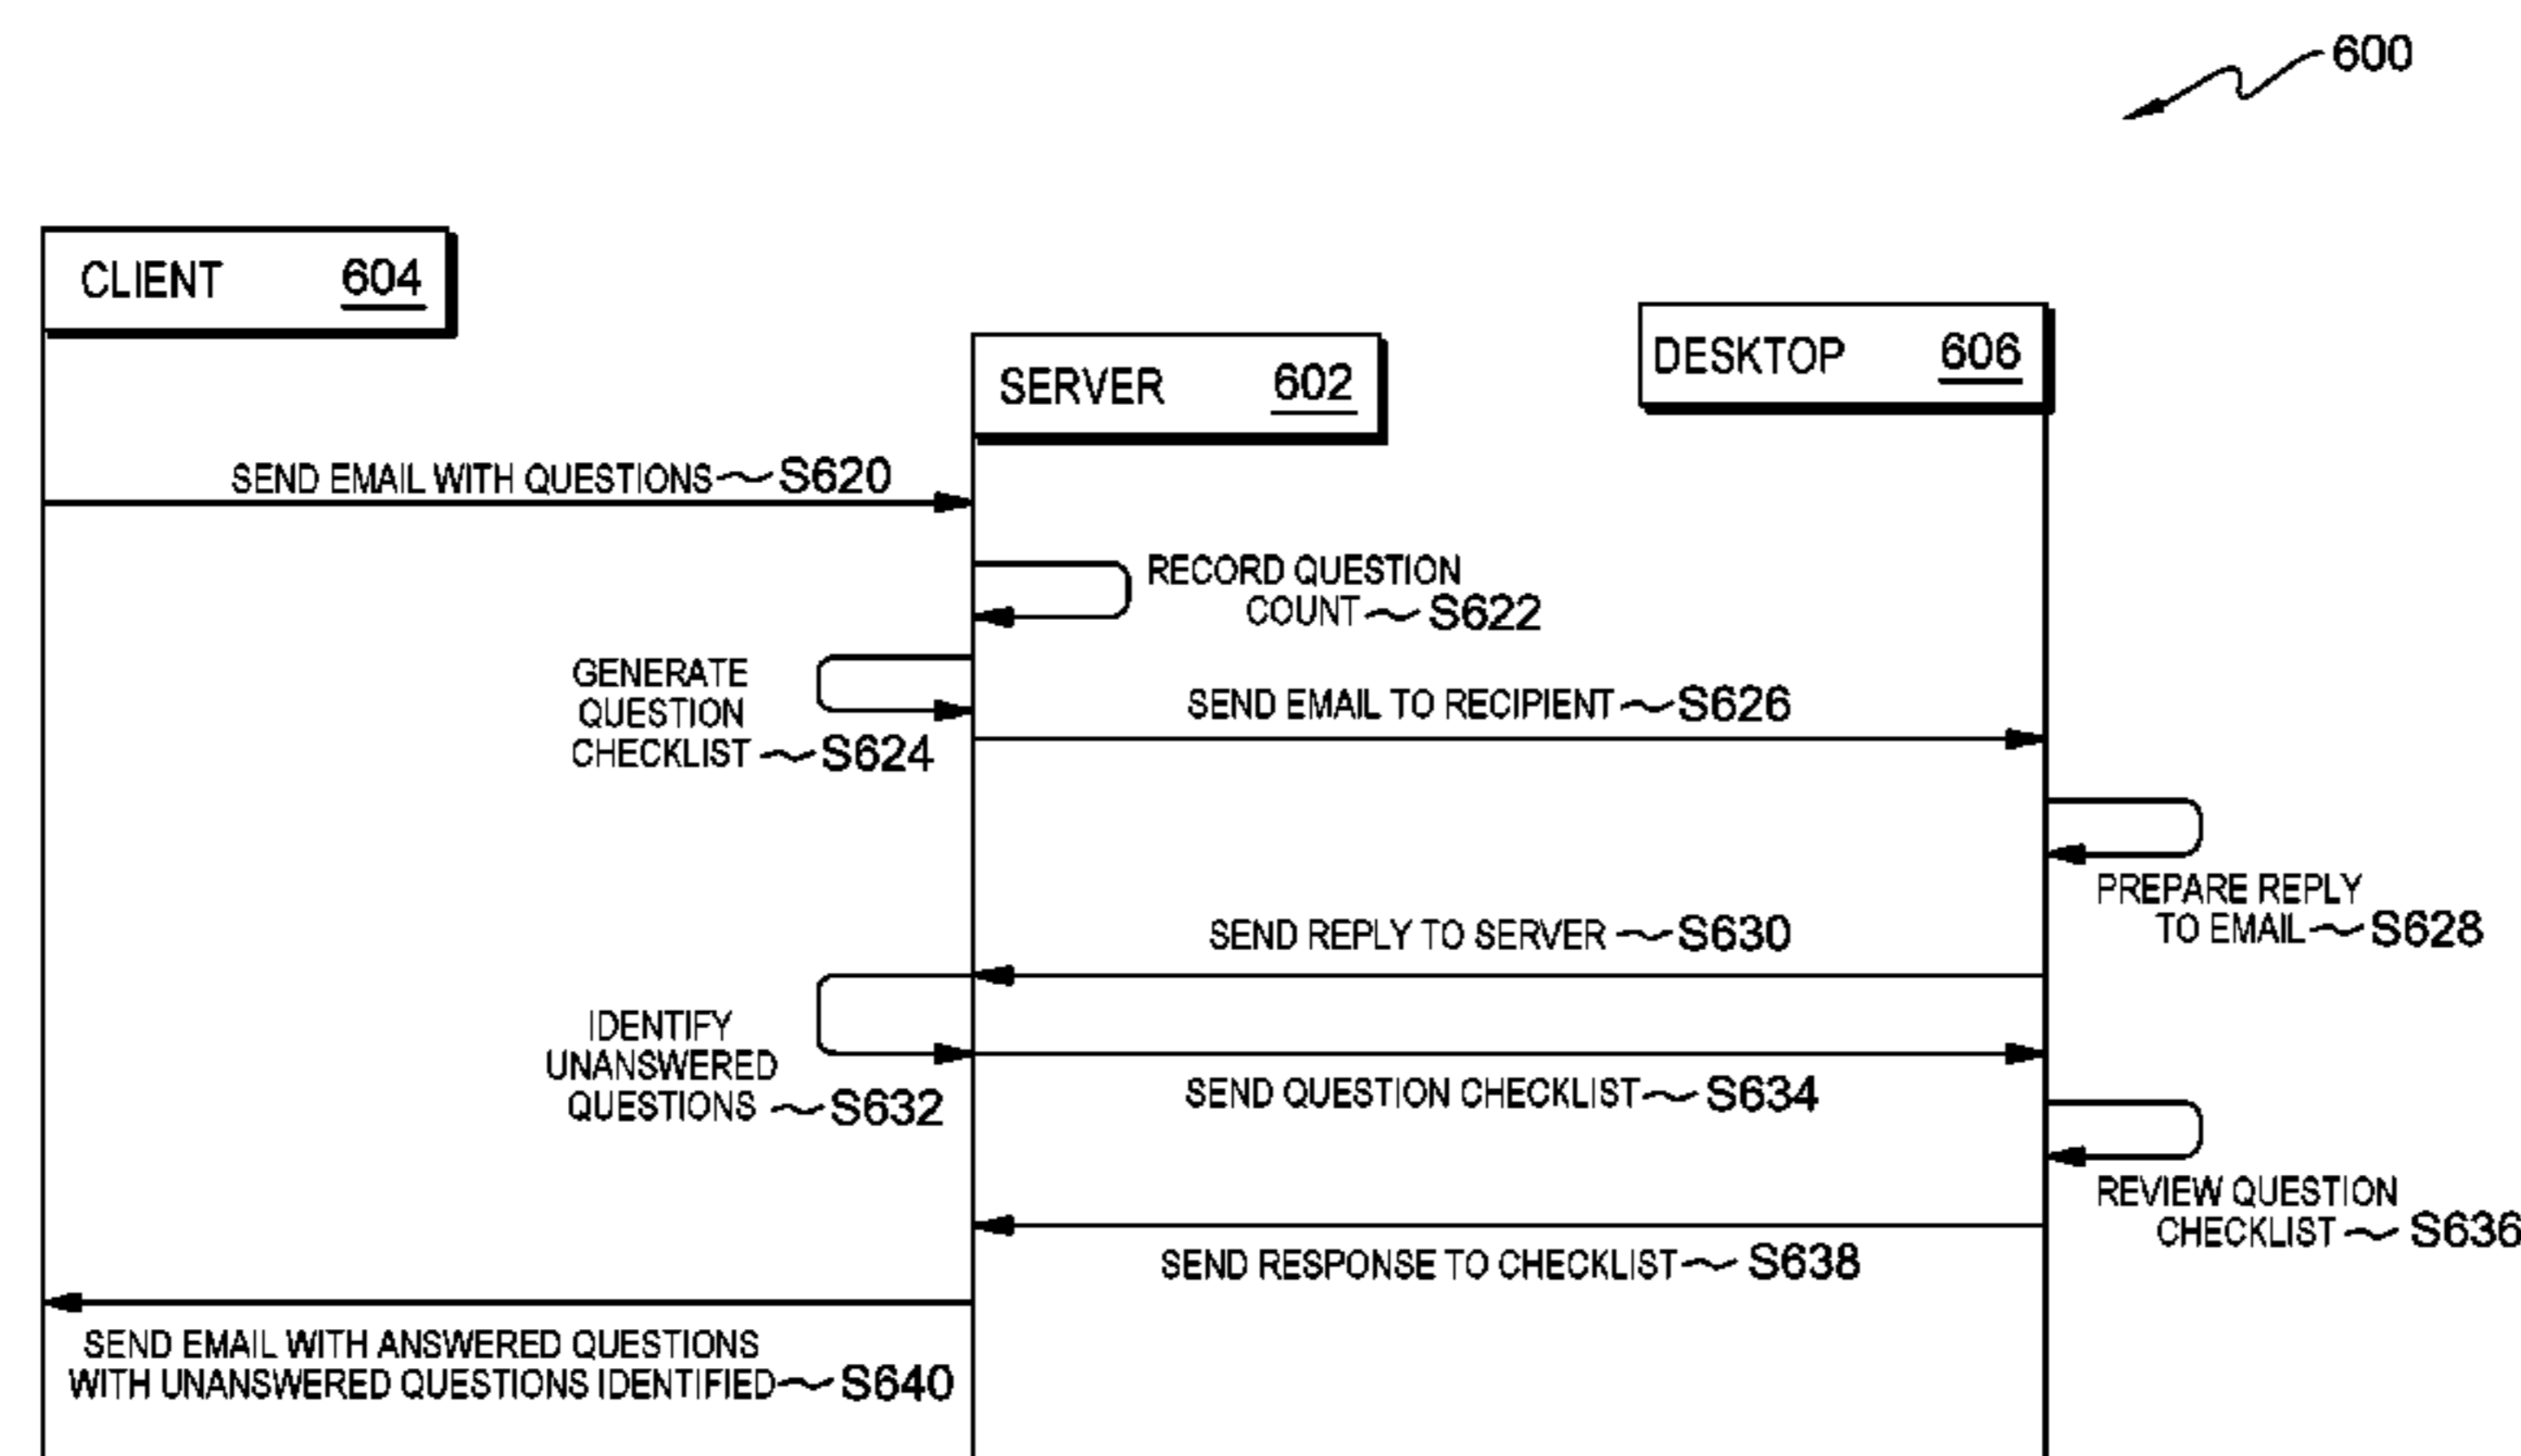 600
CLIENT 604
DESKTOP 606
SERVER 602
SEND EMAIL WITH QUESTIONS S620
RECORD QUESTION
COUNT S622
GENERATE
QUESTION
CHECKLIST S624
SEND EMAIL TO RECIPIENT S626
PREPARE REPLY
TO EMAIL S628
SEND REPLY TO SERVER S630
IDENTIFY
UNANSWERED
QUESTIONS S632
SEND QUESTION CHECKLIST S634
REVIEW QUESTION
CHECKLIST S636
SEND RESPONSE TO CHECKLIST S638
SEND EMAIL WITH ANSWERED QUESTIONS
WITH UNANSWERED QUESTIONS IDENTIFIED S640